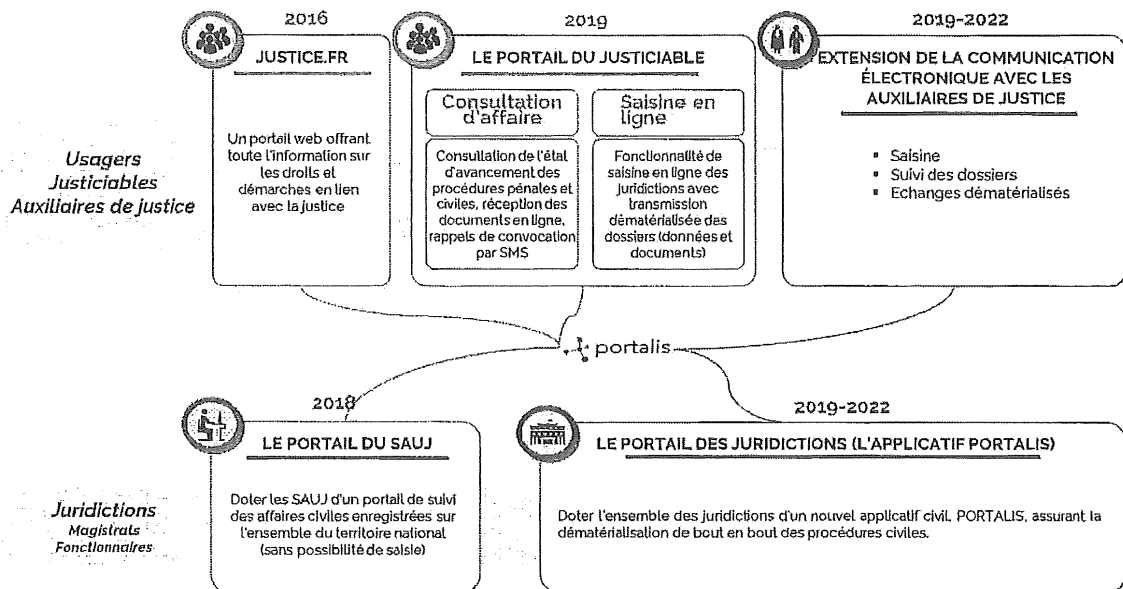 2016
JUSTICE.FR
Un portail web offrant
toute l'information sur
les droits et
démarches en lien
avec la justice
2019
LE PORTAIL DU JUSTICIABLE
Consultation
d'affaire
Consultation de l'état
d'avancement des
procédures pénales et
civiles, réception des
documents en ligne,
rappels de convocation
par SMS
Saisine en
ligne
Fonctionnalité de
saisine en ligne des
juridictions avec
transmission
dématérialisée des
dossiers (données et
documents)
2019-2022
EXTENSION DE LA COMMUNICATION
ÉLECTRONIQUE AVEC LES
AUXILIAIRES DE JUSTICE
▪ Saisine
▪ Suivi des dossiers
▪ Echanges dématérialisés
Usagers
Justiciables
Auxiliaires de justice
portalis
2018
LE PORTAIL DU SAUJ
Doter les SAUJ d'un portail de suivi
des affaires civiles enregistrées sur
l'ensemble du territoire national
(sans possibilité de saisie)
2019-2022
LE PORTAIL DES JURIDICTIONS (L'APPLICATIF PORTALIS)
Doter l'ensemble des juridictions d'un nouvel applicatif civil, PORTALIS, assurant la
dématérialisation de bout en bout des procédures civiles.
Juridictions
Magistrats
Fonctionnaires